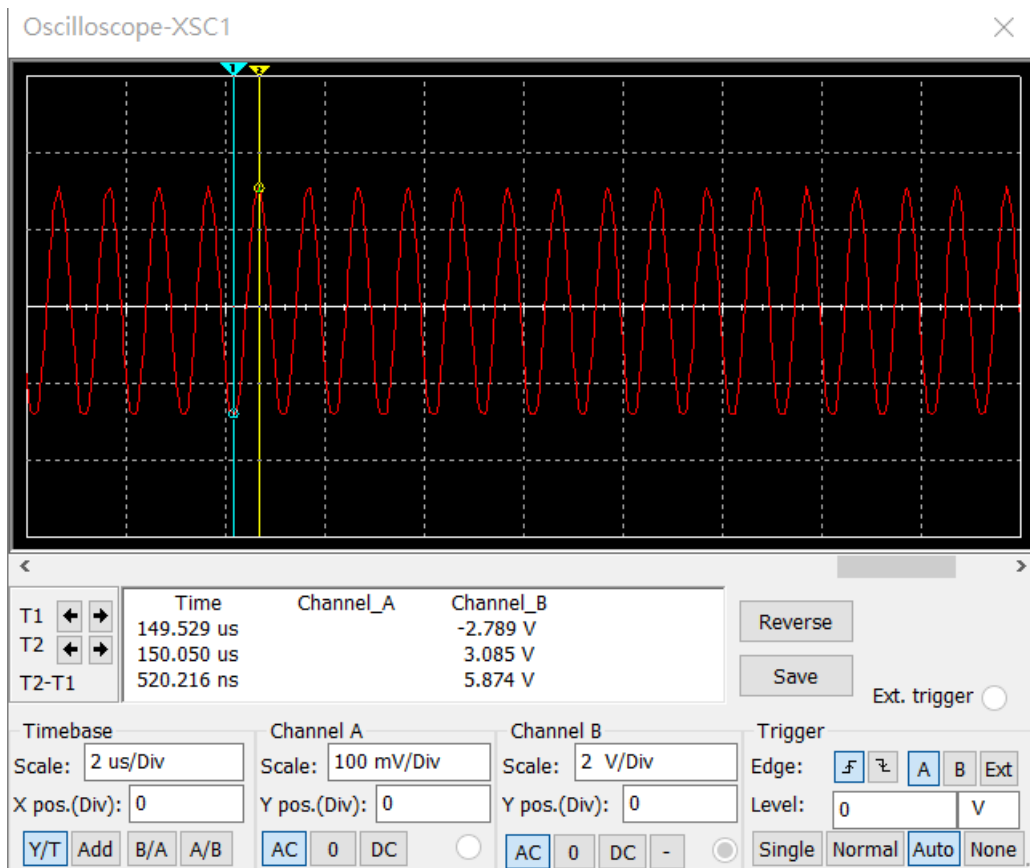 Oscilloscope-XSC1
1 2
Time Channel_A Channel_B
T1 149.529 us -2.789 V
T2 150.050 us 3.085 V
T2-T1 520.216 ns 5.874 V
Reverse
Save
Ext. trigger
Timebase Channel A Channel B Trigger
Scale: 2 us/Div Scale: 100 mV/Div Scale: 2 V/Div Edge: A B Ext
X pos.(Div): 0 Y pos.(Div): 0 Y pos.(Div): 0 Level: 0 V
Y/T Add B/A A/B AC 0 DC AC 0 DC - Single Normal Auto None